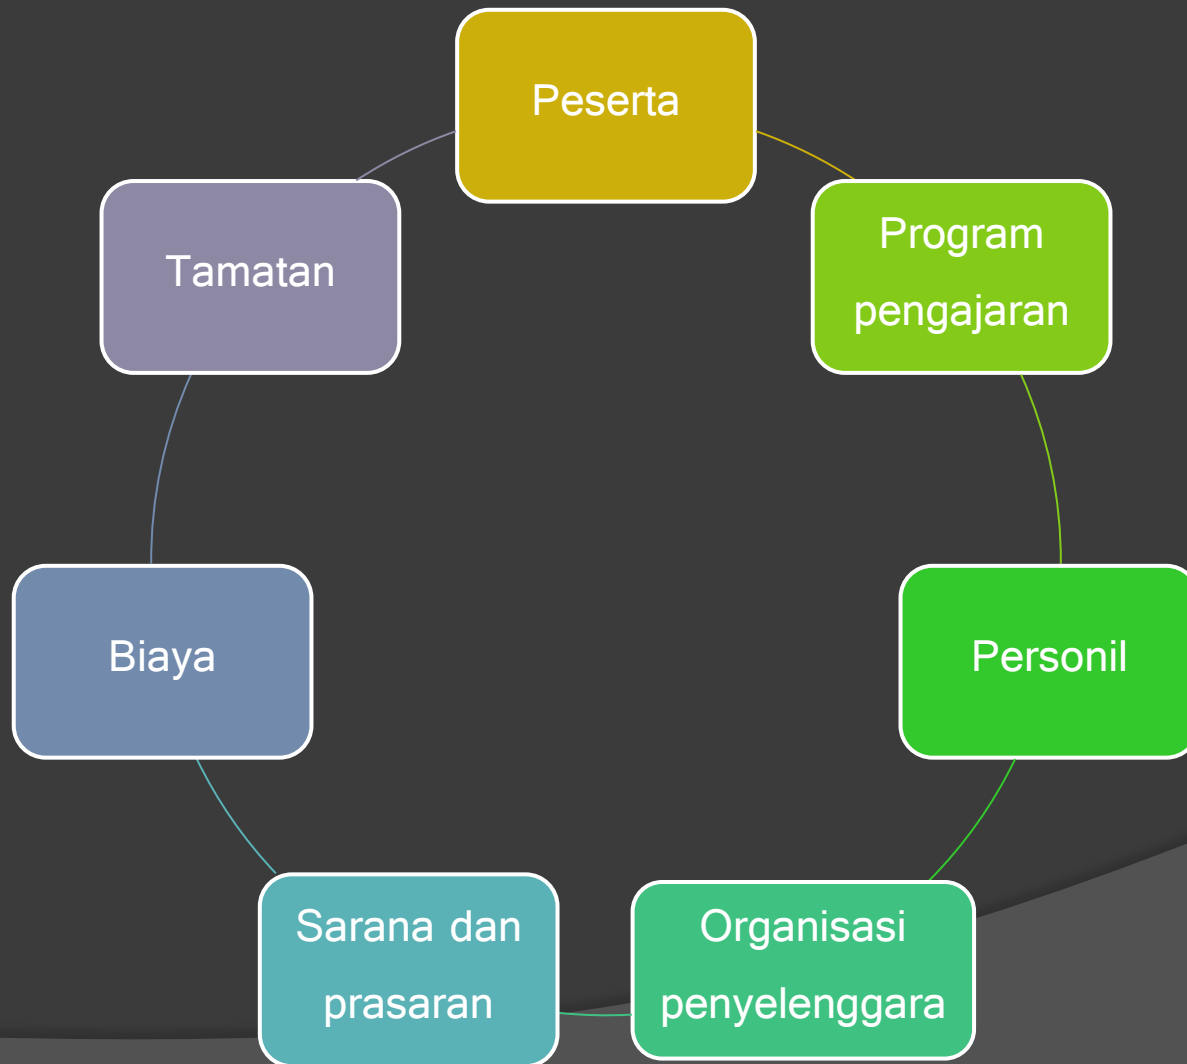 Peserta
Program
pengajaran
Personil
Organisasi
penyelenggara
Sarana dan
prasaran
Biaya
Tamatan